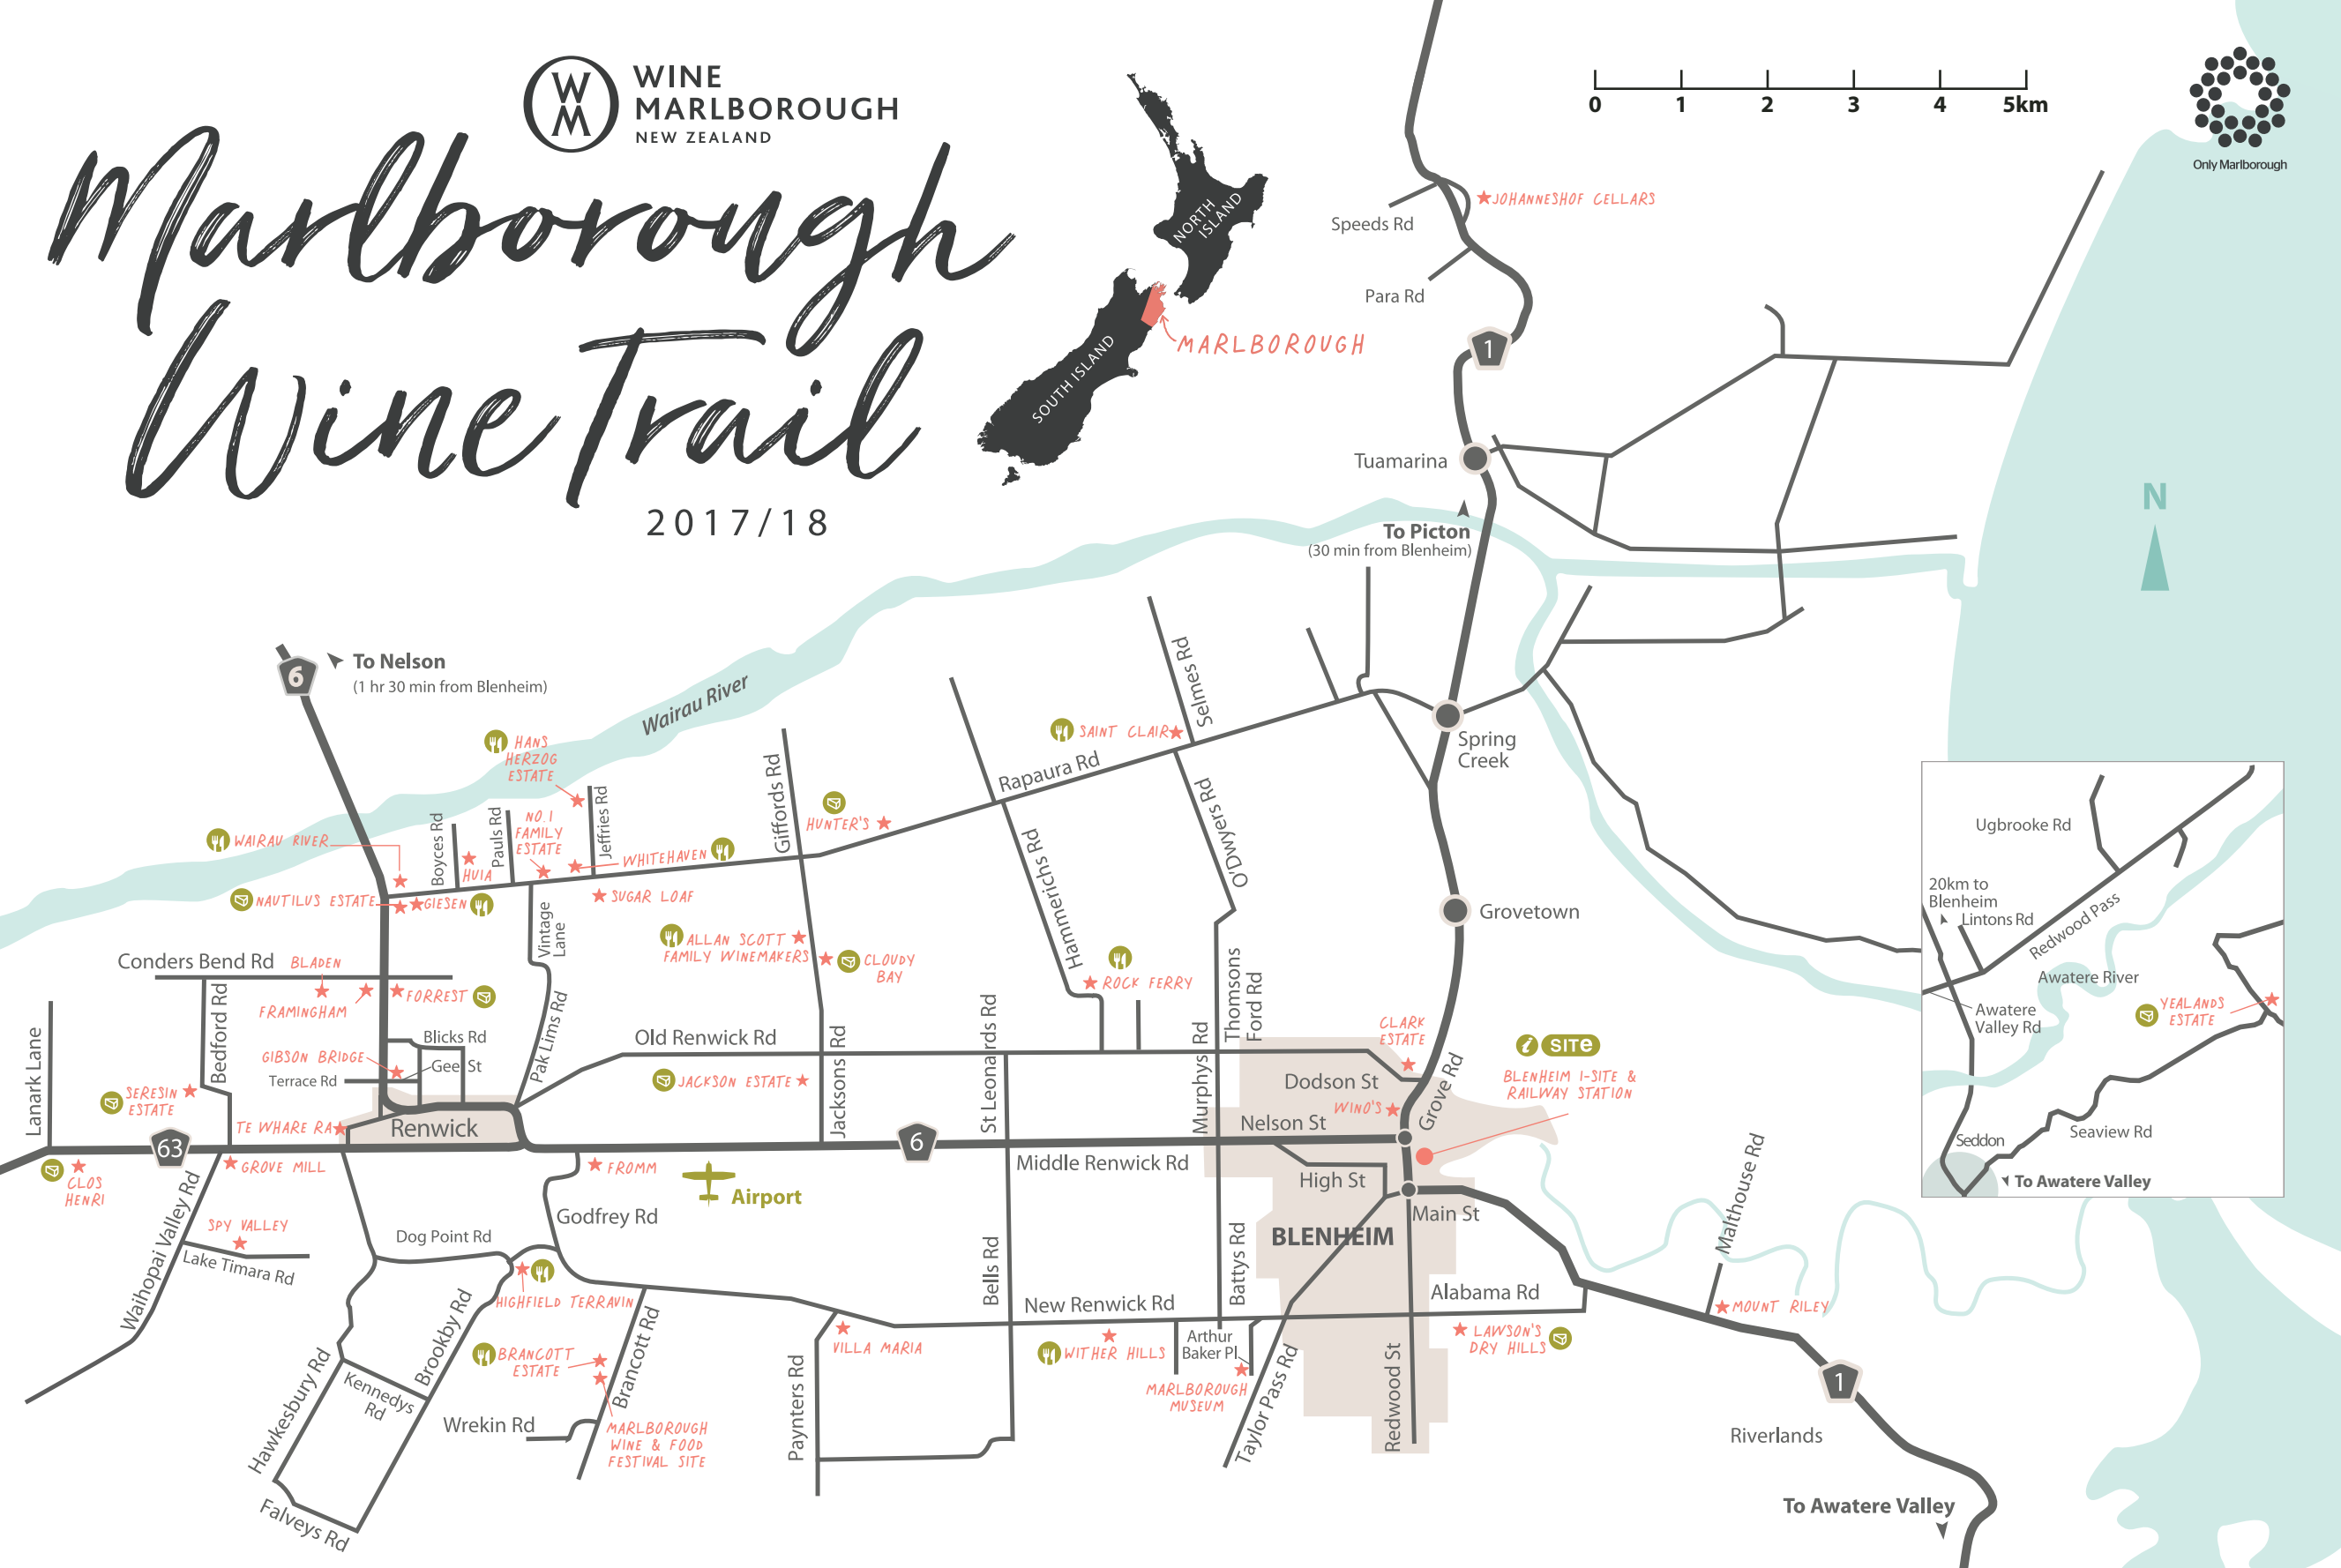 WINE
MARLBOROUGH
NEW ZEALAND
Marlborough
Wine Trail
2017/18
NORTH
ISLAND
SOUTH ISLAND
MARLBOROUGH
0 1 2 3 4 5km
Only Marlborough
N
JOHANNESHOF CELLARS
Speeds Rd
Para Rd
1
Tuamarina
To Picton
(30 min from Blenheim)
6
To Nelson
(1 hr 30 min from Blenheim)
Wairau River
HANS
HERZOG
ESTATE
SAINT CLAIR
Selmes Rd
Spring
Creek
Rapaura Rd
Giffords Rd
HUNTER'S
O'Dwyers Rd
Hammerichs Rd
WAIRAU RIVER
Boyces Rd
HUIA
Pauls Rd
NO.1
FAMILY
ESTATE
Jeffries Rd
WHITEHAVEN
NAUTILUS ESTATE
GIESEN
SUGAR LOAF
Vintage
Lane
ALLAN SCOTT
FAMILY WINEMAKERS
CLOUDY
BAY
ROCK FERRY
Grovetown
Conders Bend Rd
BLADEN
FRAMINGHAM
FORREST
Bedford Rd
Lanark Lane
Blicks Rd
GIBSON BRIDGE
Gee St
Terrace Rd
Pak Lims Rd
SERESIN
ESTATE
TE WHARE RA
Renwick
Old Renwick Rd
JACKSON ESTATE
Jacksons Rd
St Leonards Rd
Murphys Rd
Thomsons
Ford Rd
CLARK
ESTATE
i SITE
BLENHEIM I-SITE &
RAILWAY STATION
Dodson St
WINO'S
Grove Rd
Nelson St
63
6
CLOS
HENRI
GROVE MILL
FROMM
Airport
Middle Renwick Rd
High St
Main St
BLENHEIM
Waihopai Valley Rd
SPY VALLEY
Lake Timara Rd
Dog Point Rd
Godfrey Rd
HIGHFIELD TERRAVIN
Brookby Rd
BRANCOTT
ESTATE
Brancott Rd
Hawkesbury Rd
Kennedys
Rd
Wrekin Rd
MARLBOROUGH
WINE & FOOD
FESTIVAL SITE
Falveys Rd
VILLA MARIA
Paynters Rd
Bells Rd
New Renwick Rd
Battys Rd
WITHER HILLS
Arthur
Baker Pl
MARLBOROUGH
MUSEUM
Taylor Pass Rd
Redwood St
Alabama Rd
LAWSON'S
DRY HILLS
Malthouse Rd
MOUNT RILEY
1
Riverlands
To Awatere Valley
Ugbrooke Rd
20km to
Blenheim
Lintons Rd
Redwood Pass
Awatere River
Awatere
Valley Rd
YEALANDS
ESTATE
Seddon
Seaview Rd
To Awatere Valley